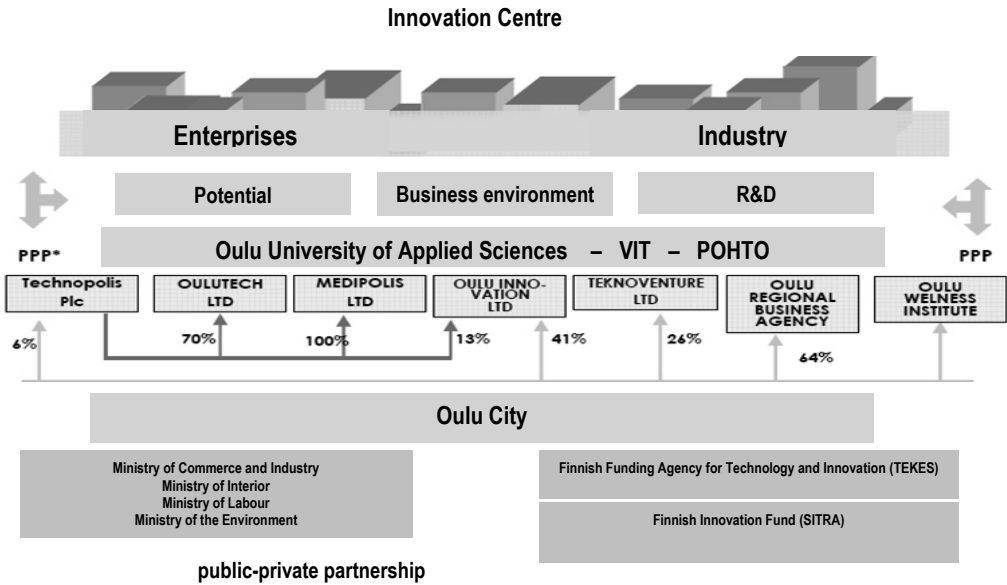 Innovation Centre
Enterprises
Industry
Potential
Business environment
R&D
PPP*
Oulu University of Applied Sciences – VIT – POHTO
PPP
Technopolis
Plc
OULUTECH
LTD
MEDIPOLIS
LTD
OULU INNO-
VATION
LTD
TEKNOVENTURE
LTD
OULU
REGIONAL
BUSINESS
AGENCY
OULU
WELNESS
INSTITUTE
6%
70%
100%
13%
41%
26%
64%
Oulu City
Ministry of Commerce and Industry
Ministry of Interior
Ministry of Labour
Ministry of the Environment
Finnish Funding Agency for Technology and Innovation (TEKES)
Finnish Innovation Fund (SITRA)
public-private partnership